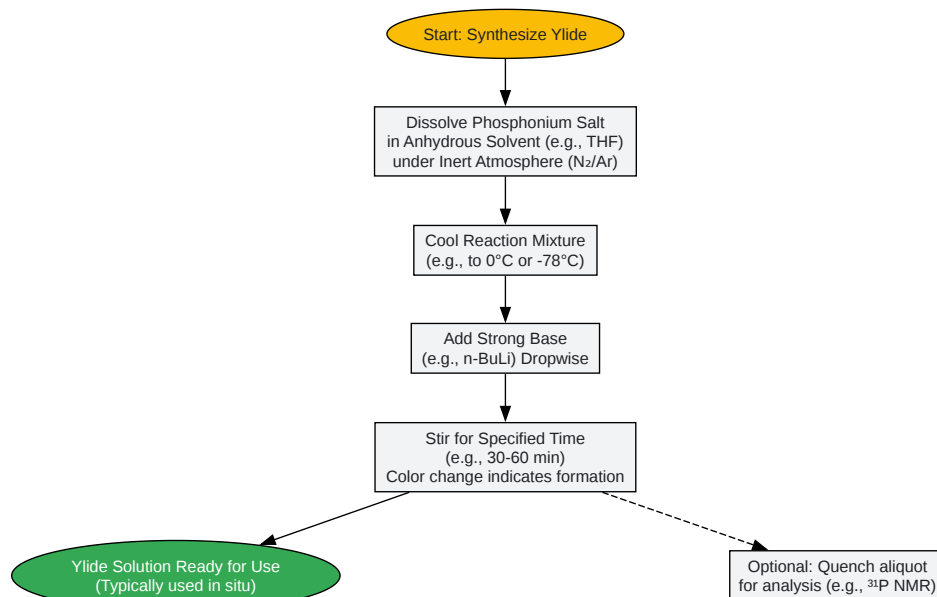 Start: Synthesize Ylide
Dissolve Phosphonium Salt
in Anhydrous Solvent (e.g., THF)
under Inert Atmosphere (N₂/Ar)
Cool Reaction Mixture
(e.g., to 0°C or -78°C)
Add Strong Base
(e.g., n-BuLi) Dropwise
Stir for Specified Time
(e.g., 30-60 min)
Color change indicates formation
Ylide Solution Ready for Use
(Typically used in situ)
Optional: Quench aliquot
for analysis (e.g., ³¹P NMR)